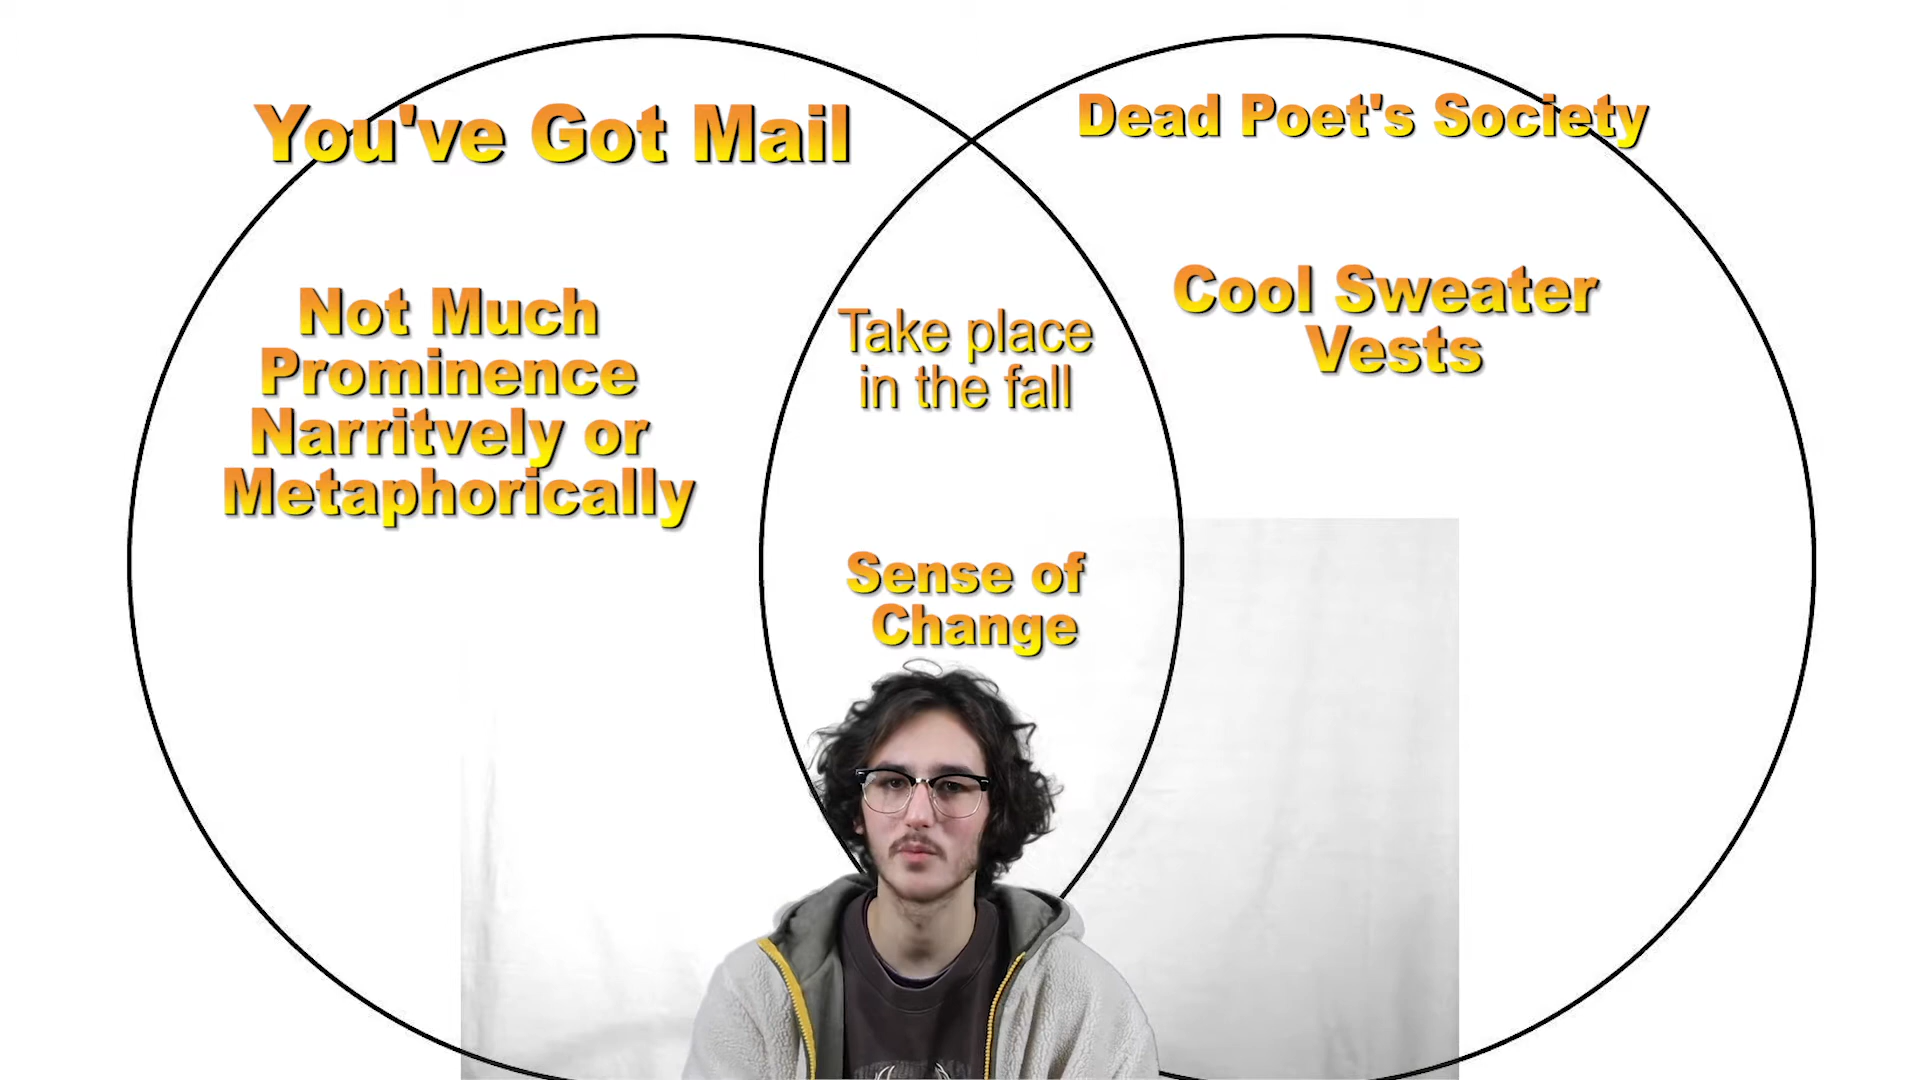 You've Got Mail
Not Much
Prominence
Narritvely or
Metaphorically
Take place
in the fall
Sense of
Change
Dead Poet's Society
Cool Sweater
Vests